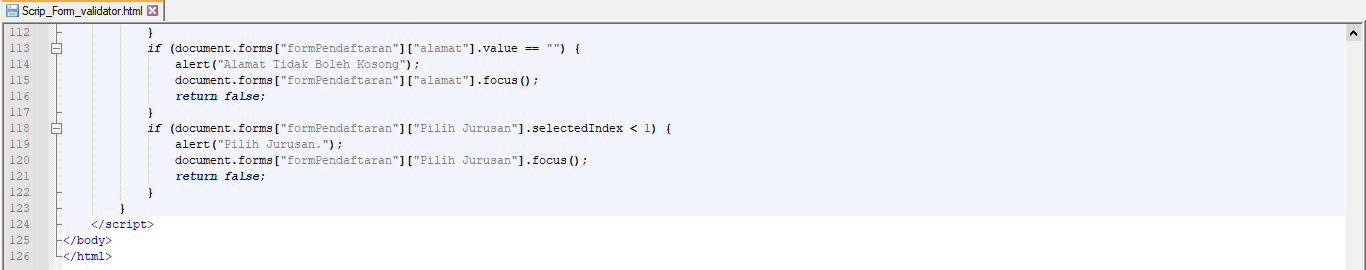 Scrip_Form_validator.html
112 }
113 if (document.forms["formPendaftaran"]["alamat"].value == "") {
114 alert("Alamat Tidak Boleh Kosong");
115 document.forms["formPendaftaran"]["alamat"].focus();
116 return false;
117 }
118 if (document.forms["formPendaftaran"]["Pilih Jurusan"].selectedIndex < 1) {
119 alert("Pilih Jurusan.");
120 document.forms["formPendaftaran"]["Pilih Jurusan"].focus();
121 return false;
122 }
123 }
124 </script>
125 </body>
126 </html>